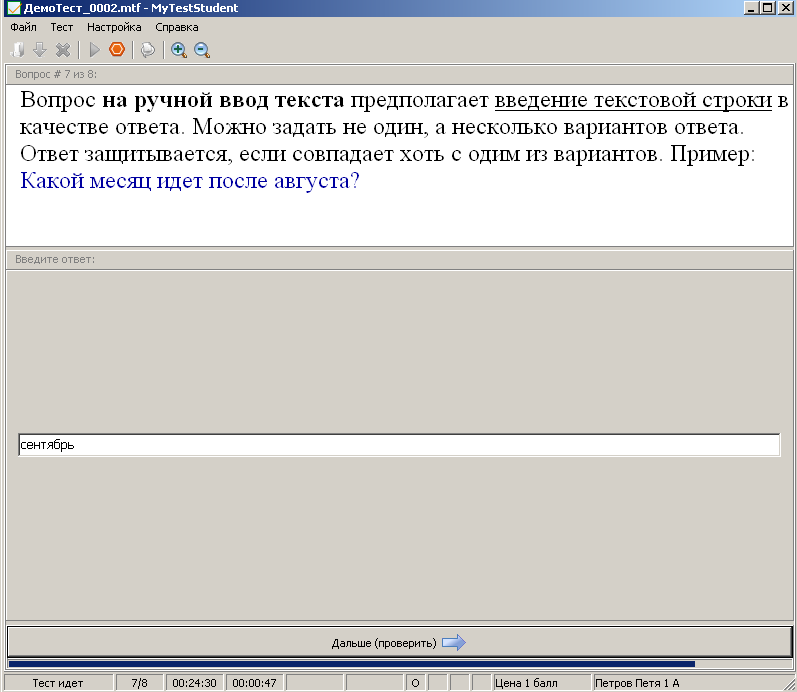 ДемоТест_0002.mtf - MyTestStudent
Файл Тест Настройка Справка
Вопрос # 7 из 8:
Вопрос на ручной ввод текста предполагает введение текстовой строки в
качестве ответа. Можно задать не один, а несколько вариантов ответа.
Ответ защитывается, если совпадает хоть с одим из вариантов. Пример:
Какой месяц идет после августа?
Введите ответ:
сентябрь
Дальше (проверить)
Тест идет 7/8 00:24:30 00:00:47 О Цена 1 балл Петров Петя 1 А